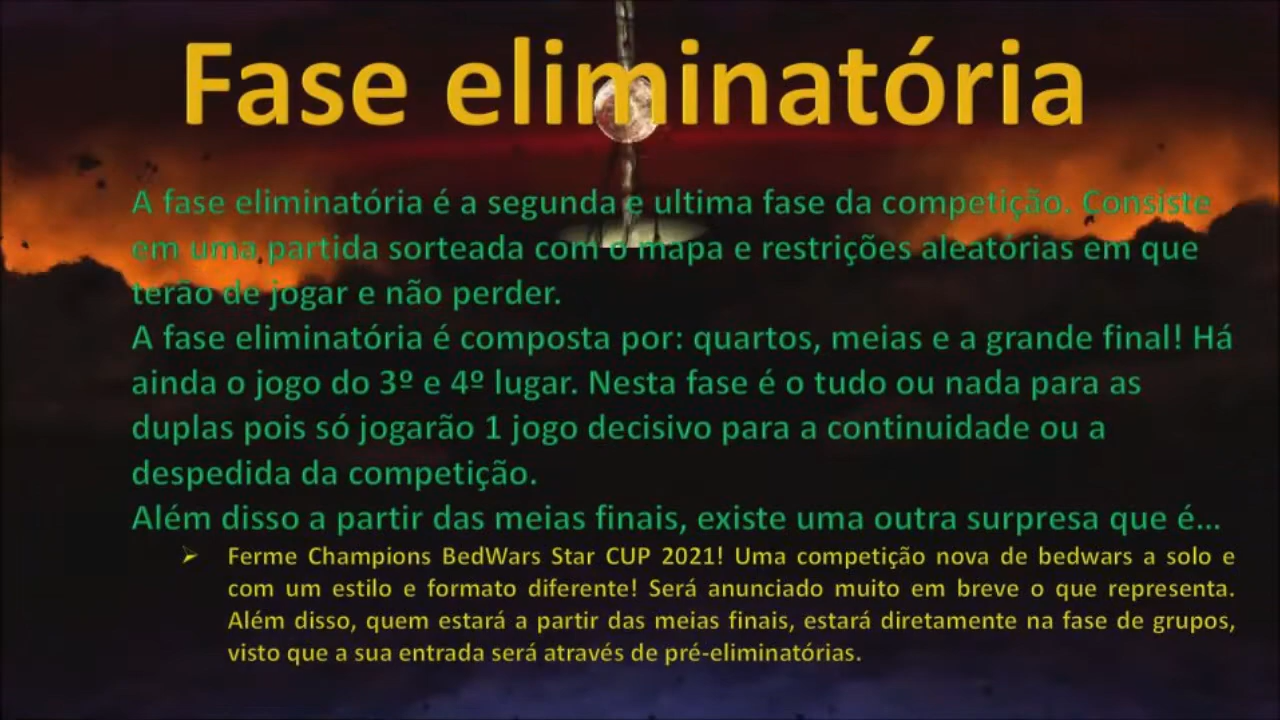 Fase eliminatória
A fase eliminatória é a segunda e ultima fase da competição. Consiste
em uma partida sorteada com o mapa e restrições aleatórias em que
terão de jogar e não perder.
A fase eliminatória é composta por: quartos, meias e a grande final! Há
ainda o jogo do 3º e 4º lugar. Nesta fase é o tudo ou nada para as
duplas pois só jogarão 1 jogo decisivo para a continuidade ou a
despedida da competição.
Além disso a partir das meias finais, existe uma outra surpresa que é...
➢ Ferme Champions BedWars Star CUP 2021! Uma competição nova de bedwars a solo e
com um estilo e formato diferente! Será anunciado muito em breve o que representa.
Além disso, quem estará a partir das meias finais, estará diretamente na fase de grupos,
visto que a sua entrada será através de pré-eliminatórias.